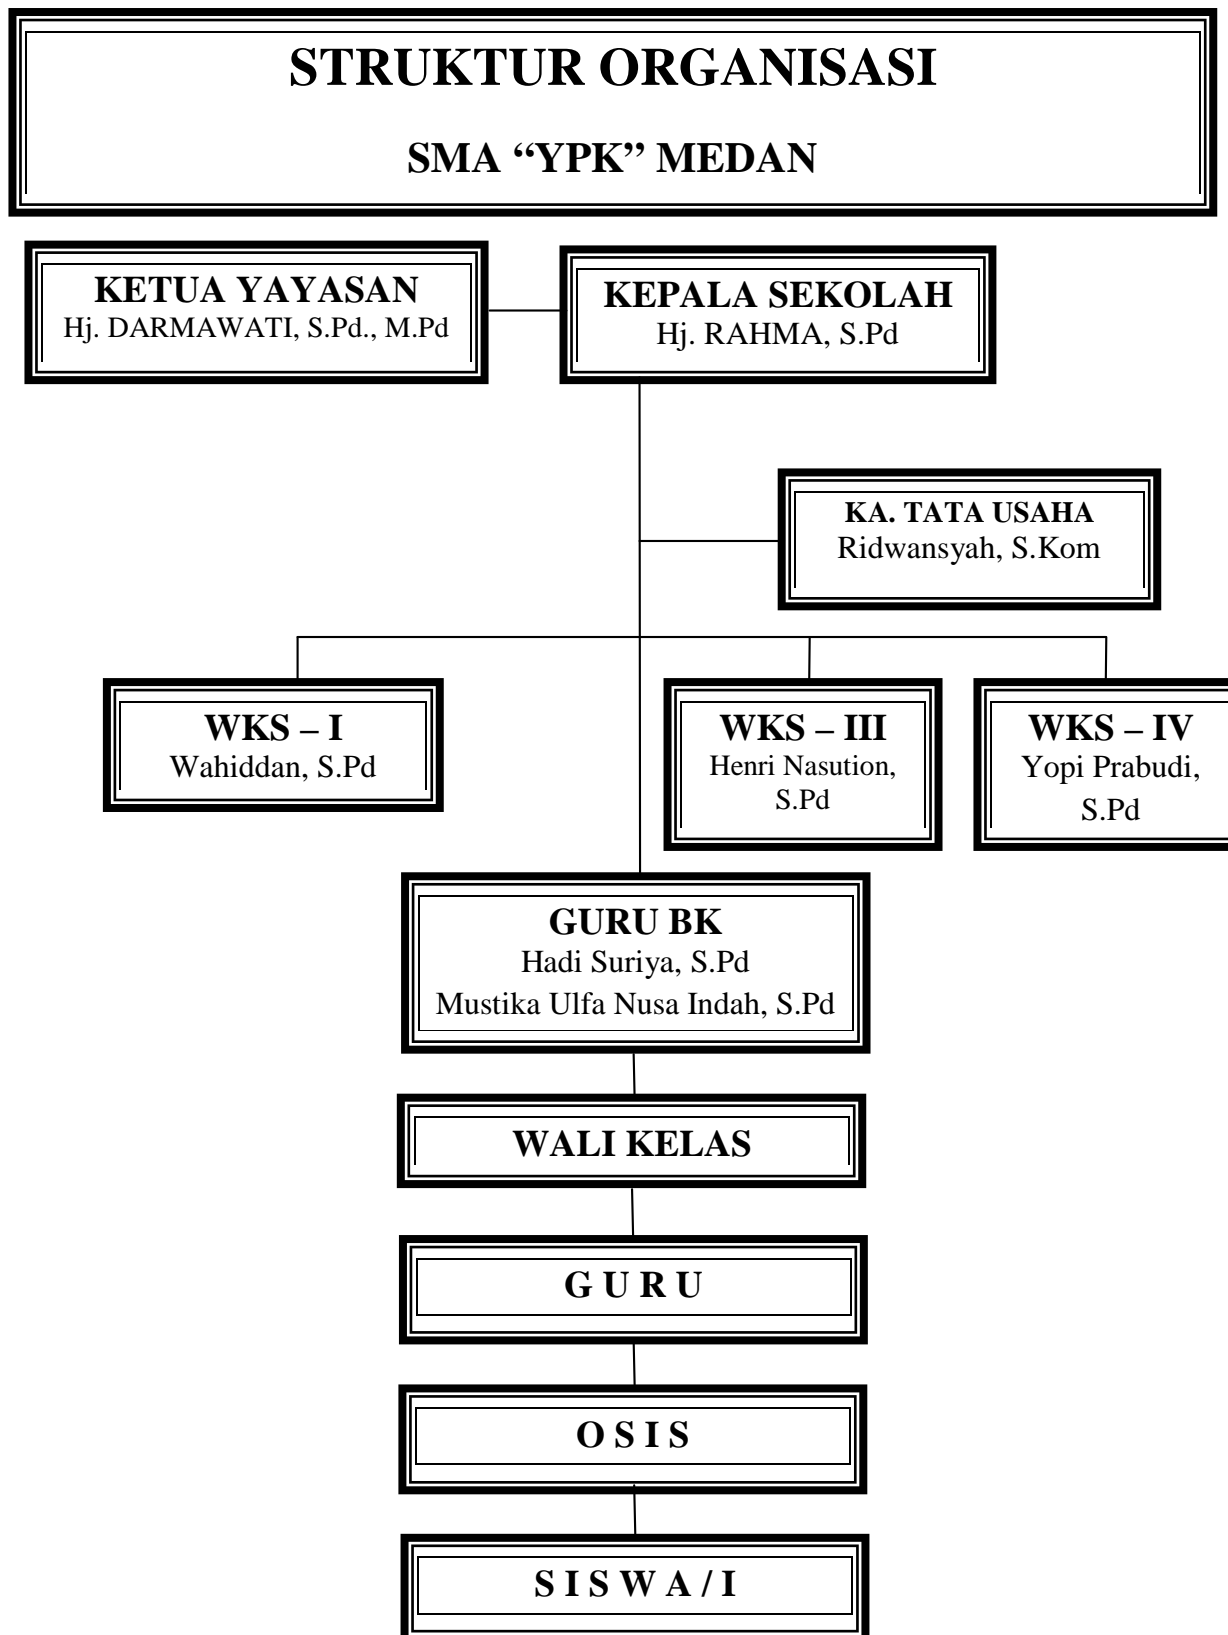 STRUKTUR ORGANISASI
SMA “YPK” MEDAN
KETUA YAYASAN
Hj. DARMAWATI, S.Pd., M.Pd
KEPALA SEKOLAH
Hj. RAHMA, S.Pd
KA. TATA USAHA
Ridwansyah, S.Kom
WKS – I
Wahiddan, S.Pd
WKS – III
Henri Nasution,
S.Pd
WKS – IV
Yopi Prabudi,
S.Pd
GURU BK
Hadi Suriya, S.Pd
Mustika Ulfa Nusa Indah, S.Pd
WALI KELAS
G U R U
O S I S
S I S W A / I